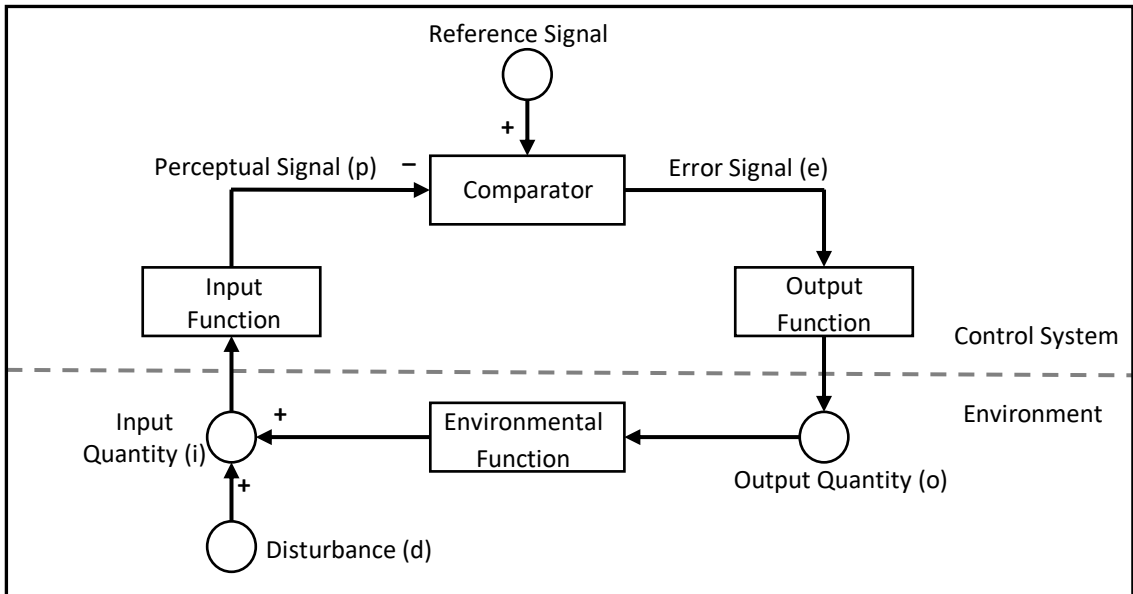 Reference Signal
+
Perceptual Signal (p)
–
Comparator
Error Signal (e)
Input
Function
Output
Function
Control System
Environment
Input
Quantity (i)
+
Environmental
Function
Output Quantity (o)
+
Disturbance (d)